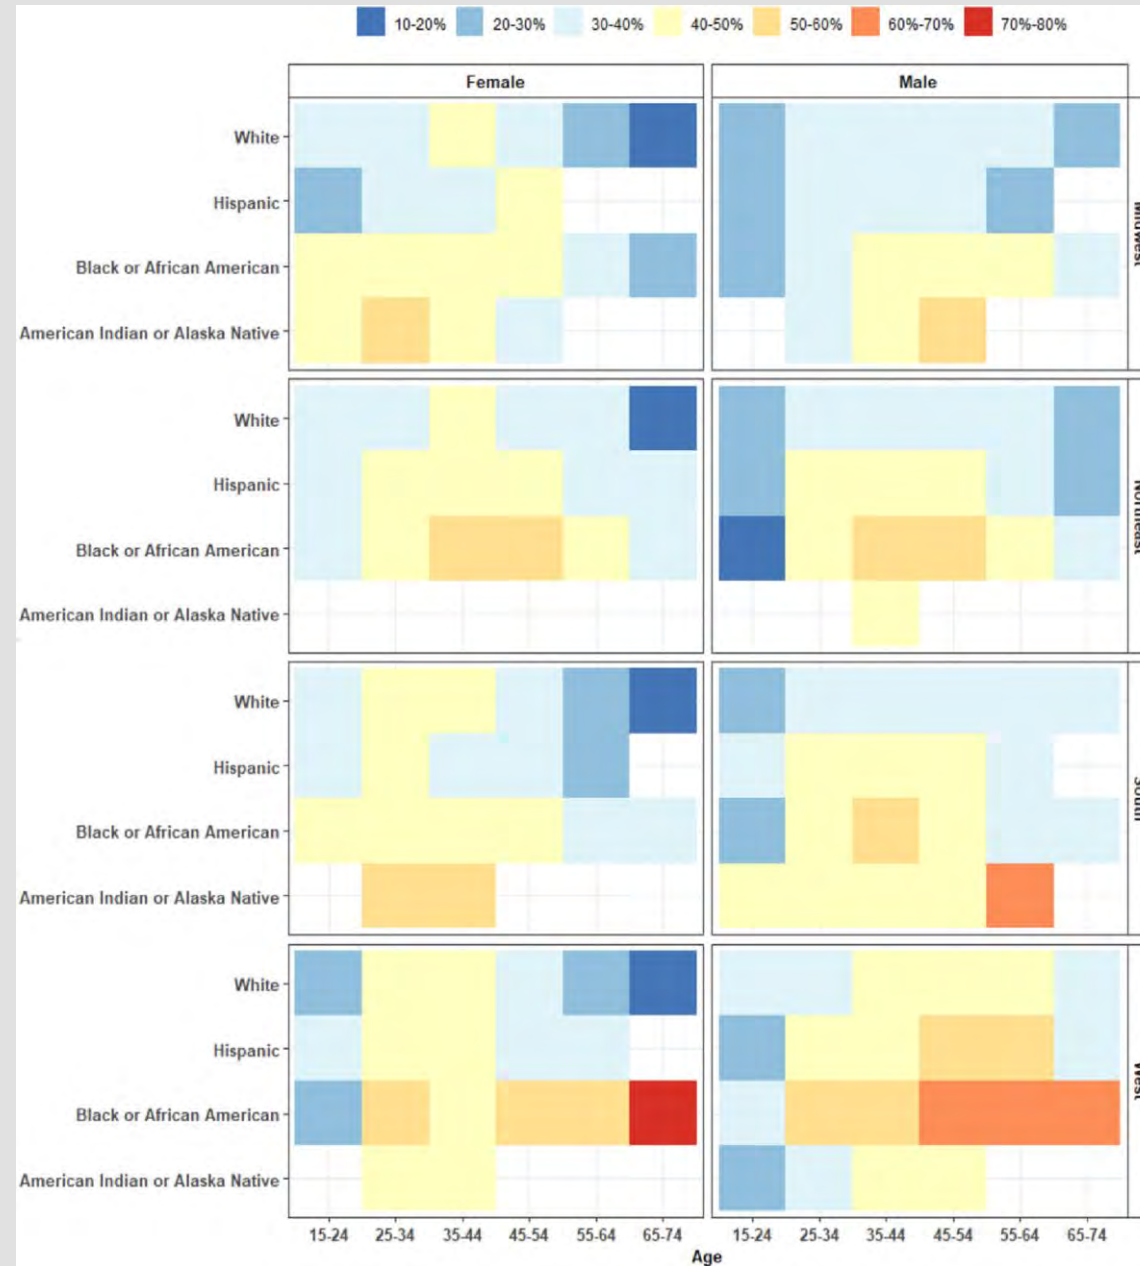 10-20% 20-30% 30-40% 40-50% 50-60% 60%-70% 70%-80%
Female Male
White
Hispanic
Black or African American
American Indian or Alaska Native
Midwest
White
Hispanic
Black or African American
American Indian or Alaska Native
Northeast
White
Hispanic
Black or African American
American Indian or Alaska Native
South
White
Hispanic
Black or African American
American Indian or Alaska Native
West
15-24 25-34 35-44 45-54 55-64 65-74 15-24 25-34 35-44 45-54 55-64 65-74
Age